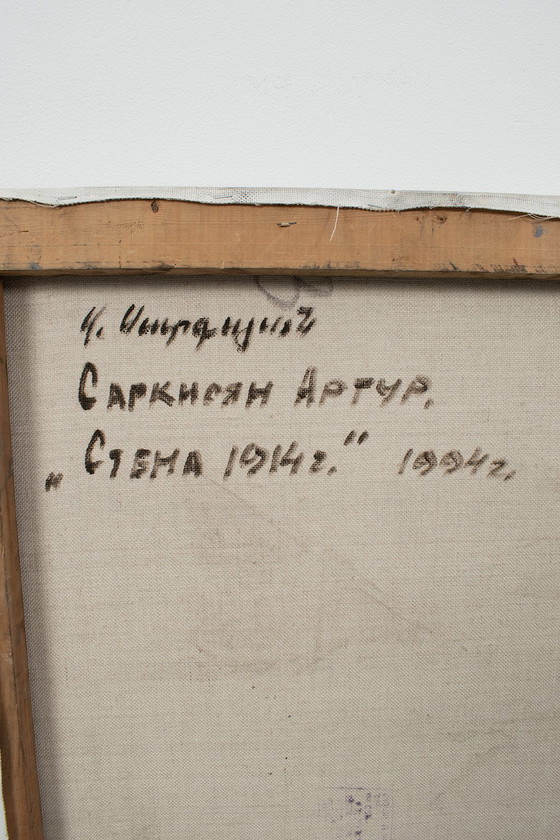 Ա. Սարգսյան
САРКИСЯН АРТУР.
„СТЕНА 1914г.“ 1994г.